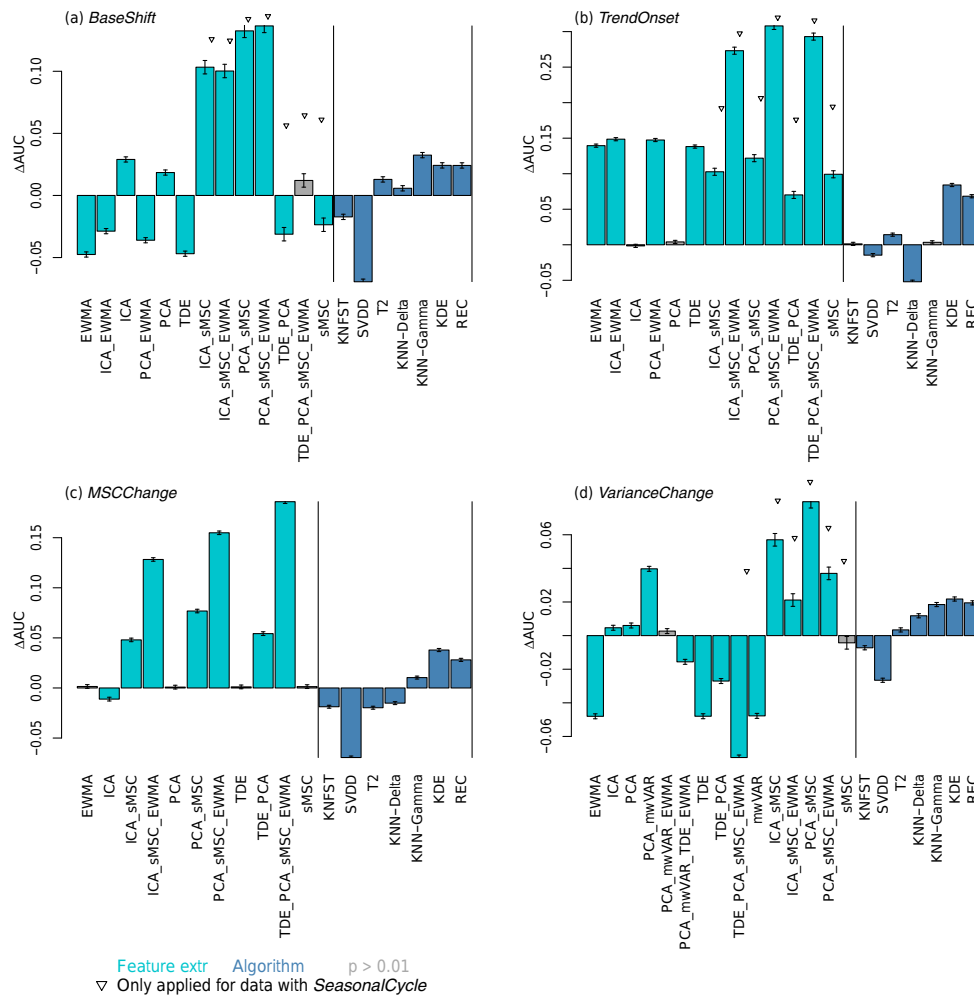 (a) BaseShift
ΔAUC
0.10
0.05
0.00
−0.05
EWMA
ICA_EWMA
ICA
PCA_EWMA
PCA
TDE
ICA_sMSC
ICA_sMSC_EWMA
PCA_sMSC
PCA_sMSC_EWMA
TDE_PCA
TDE_PCA_sMSC_EWMA
sMSC
KNFST
SVDD
T2
KNN−Delta
KNN−Gamma
KDE
REC
(b) TrendOnset
ΔAUC
0.25
0.15
0.05
−0.05
EWMA
ICA_EWMA
ICA
PCA_EWMA
PCA
TDE
ICA_sMSC
ICA_sMSC_EWMA
PCA_sMSC
PCA_sMSC_EWMA
TDE_PCA
TDE_PCA_sMSC_EWMA
sMSC
KNFST
SVDD
T2
KNN−Delta
KNN−Gamma
KDE
REC
(c) MSCChange
ΔAUC
0.15
0.10
0.05
0.00
−0.05
EWMA
ICA
ICA_sMSC
ICA_sMSC_EWMA
PCA
PCA_sMSC
PCA_sMSC_EWMA
TDE
TDE_PCA
TDE_PCA_sMSC_EWMA
sMSC
KNFST
SVDD
T2
KNN−Delta
KNN−Gamma
KDE
REC
(d) VarianceChange
ΔAUC
0.06
0.02
−0.02
−0.06
EWMA
ICA
PCA
PCA_mwVAR
PCA_mwVAR_EWMA
PCA_mwVAR_TDE_EWMA
TDE
TDE_PCA
TDE_PCA_sMSC_EWMA
mwVAR
ICA_sMSC
ICA_sMSC_EWMA
PCA_sMSC
PCA_sMSC_EWMA
sMSC
KNFST
SVDD
T2
KNN−Delta
KNN−Gamma
KDE
REC
Feature extr Algorithm p > 0.01
▽ Only applied for data with SeasonalCycle